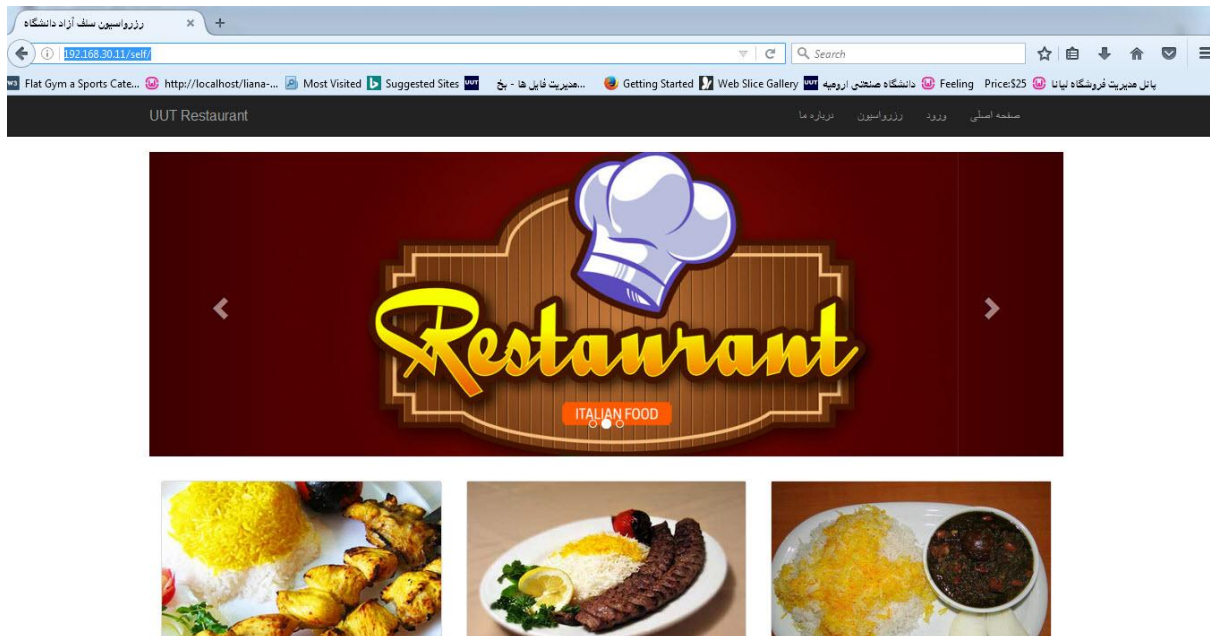 رزرواسیون سلف آزاد دانشگاه
192.168.30.11/self/
Search
Flat Gym a Sports Cate... http://localhost/liana-... Most Visited Suggested Sites مدیریت فایل ها - بخ... Getting Started Web Slice Gallery دانشگاه صنعتی ارومیه Feeling Price:$25 پانل مدیریت فروشگاه لیانا
UUT Restaurant
صفحه اصلی ورود رزرواسیون درباره ما
Restaurant
ITALIAN FOOD